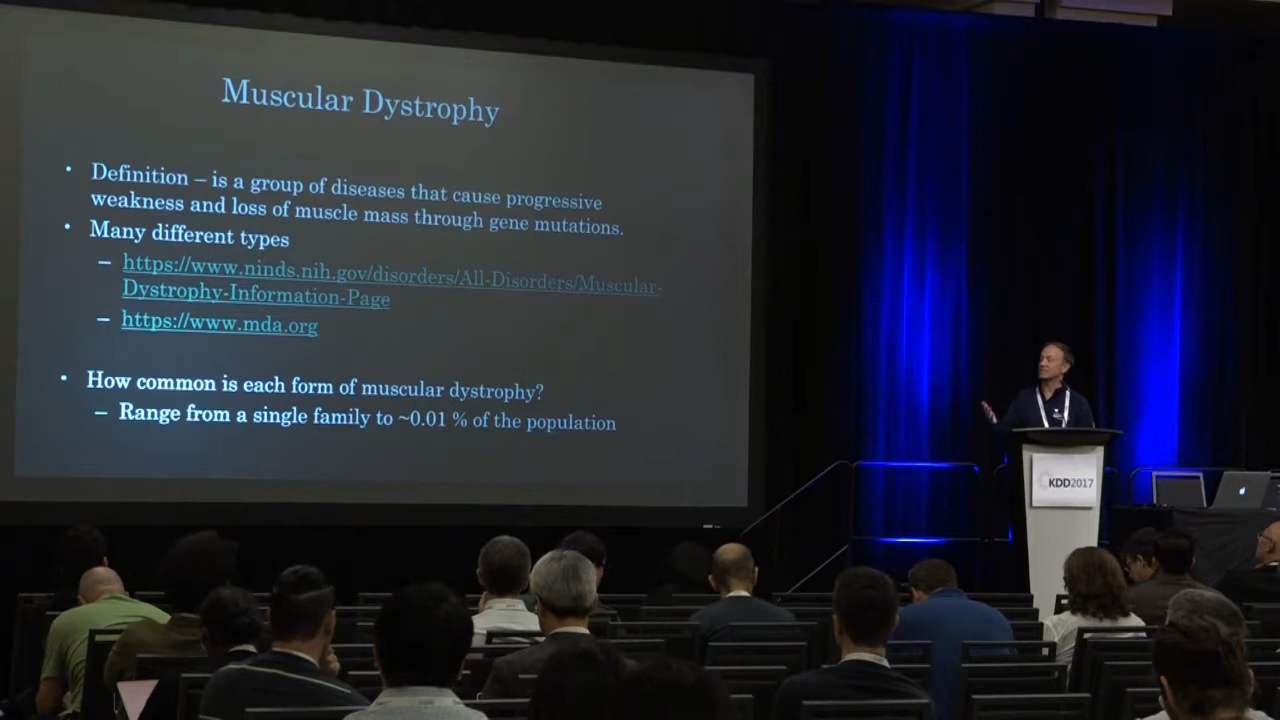 Muscular Dystrophy
• Definition – is a group of diseases that cause progressive
weakness and loss of muscle mass through gene mutations.
• Many different types
– https://www.ninds.nih.gov/disorders/All-Disorders/Muscular-
Dystrophy-Information-Page
– https://www.mda.org
• How common is each form of muscular dystrophy?
– Range from a single family to ~0.01 % of the population
KDD2017